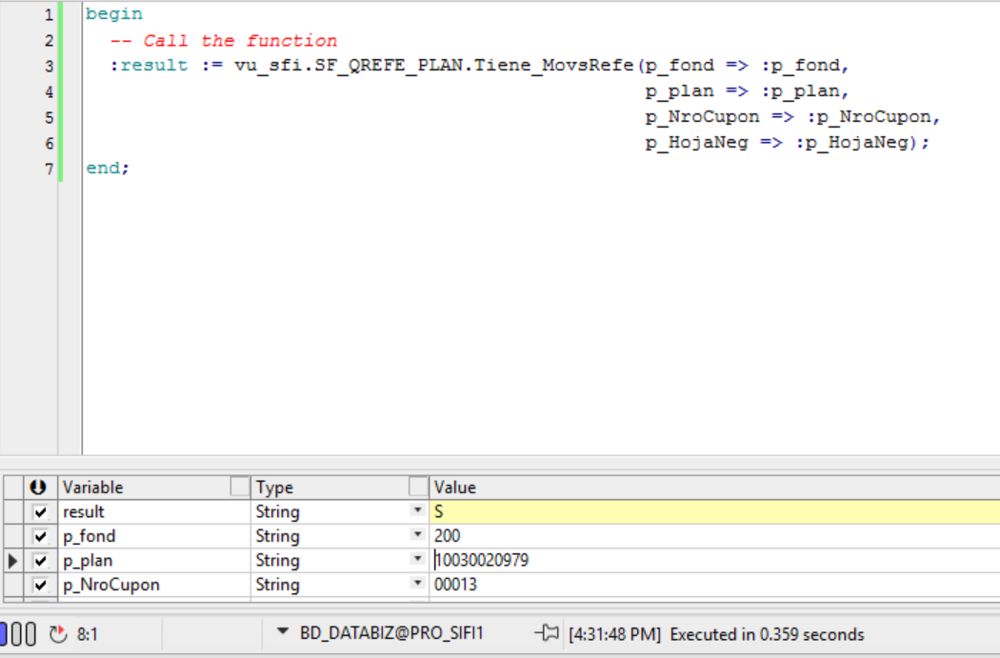 1 begin
2 -- Call the function
3 :result := vu_sfi.SF_QREFE_PLAN.Tiene_MovsRefe(p_fond => :p_fond,
4 p_plan => :p_plan,
5 p_NroCupon => :p_NroCupon,
6 p_HojaNeg => :p_HojaNeg);
7 end;
Variable Type Value
result String S
p_fond String 200
p_plan String 10030020979
p_NroCupon String 00013
8:1 BD_DATABIZ@PRO_SIFI1 [4:31:48 PM] Executed in 0.359 seconds